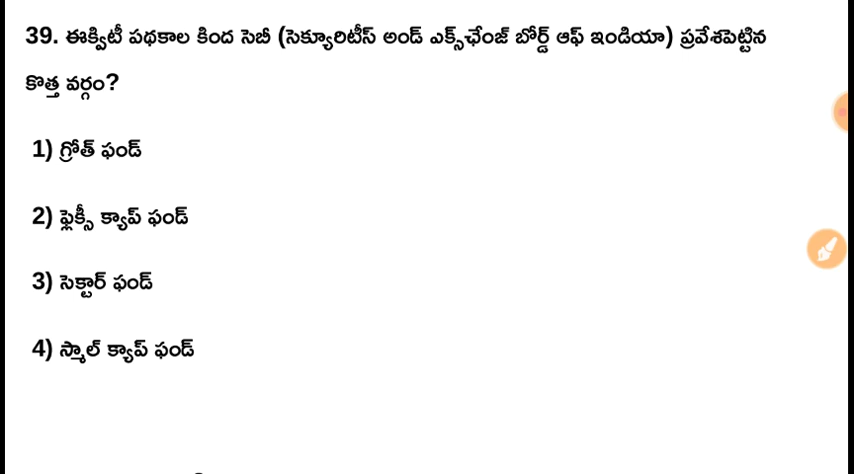 39. ఈక్విటీ పథకాల కింద సెబీ (సెక్యూరిటీస్ అండ్ ఎక్స్ఛేంజ్ బోర్డ్ ఆఫ్ ఇండియా) ప్రవేశపెట్టిన
కొత్త వర్గం?
1) గ్రోత్ ఫండ్
2) ఫ్లెక్సీ క్యాప్ ఫండ్
3) సెక్టార్ ఫండ్
4) స్మాల్ క్యాప్ ఫండ్